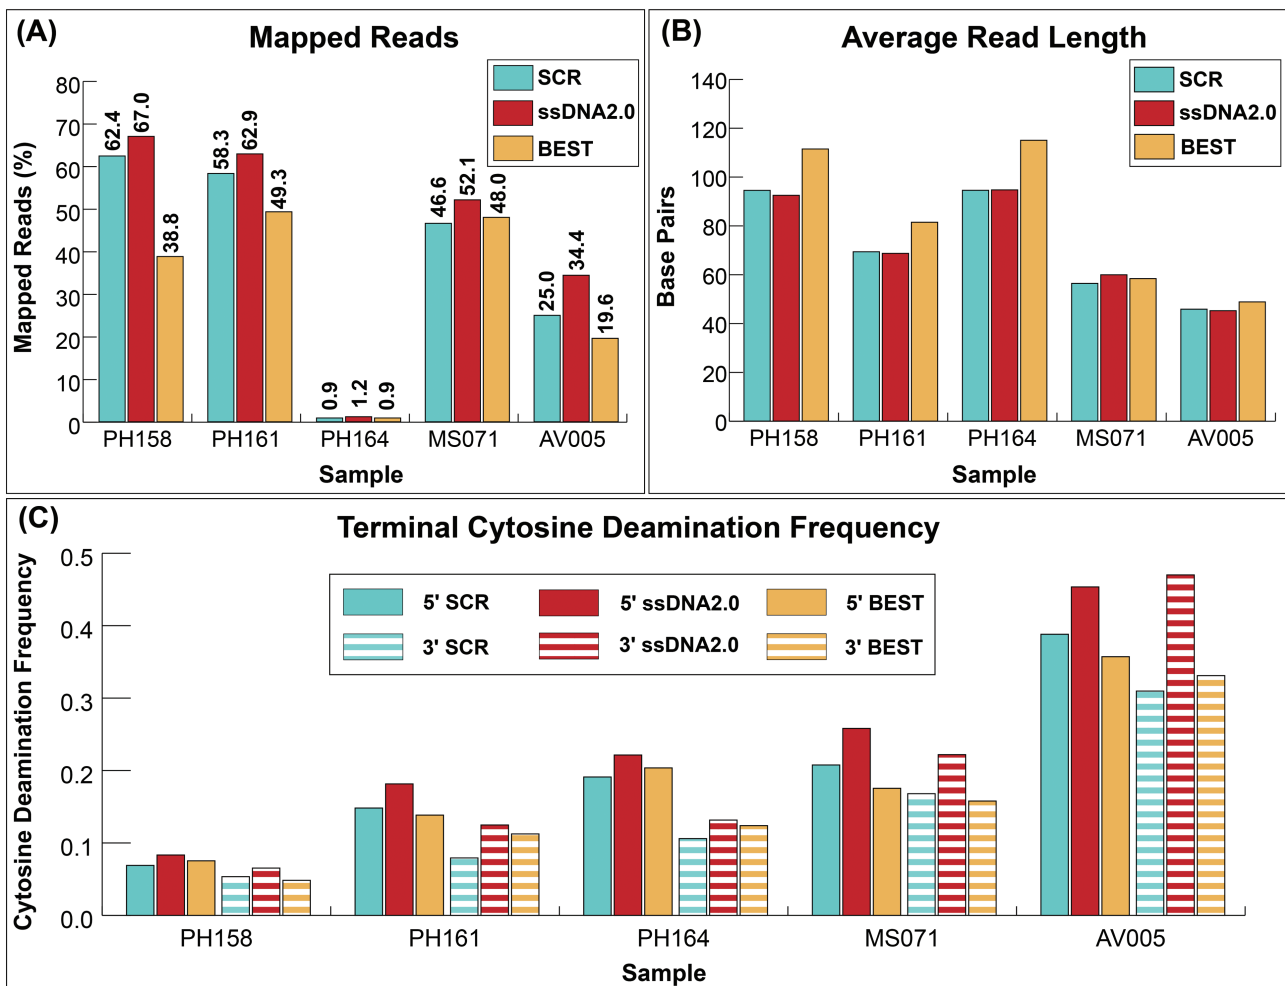 (A)
Mapped Reads
SCR
ssDNA2.0
BEST
Mapped Reads (%)
80
70
60
50
40
30
20
10
0
62.4
67.0
38.8
58.3
62.9
49.3
0.9
1.2
0.9
46.6
52.1
48.0
25.0
34.4
19.6
PH158
PH161
PH164
MS071
AV005
Sample
(B)
Average Read Length
SCR
ssDNA2.0
BEST
Base Pairs
140
120
100
80
60
40
20
0
PH158
PH161
PH164
MS071
AV005
Sample
(C)
Terminal Cytosine Deamination Frequency
5' SCR
5' ssDNA2.0
5' BEST
3' SCR
3' ssDNA2.0
3' BEST
Cytosine Deamination Frequency
0.5
0.4
0.3
0.2
0.1
0.0
PH158
PH161
PH164
MS071
AV005
Sample